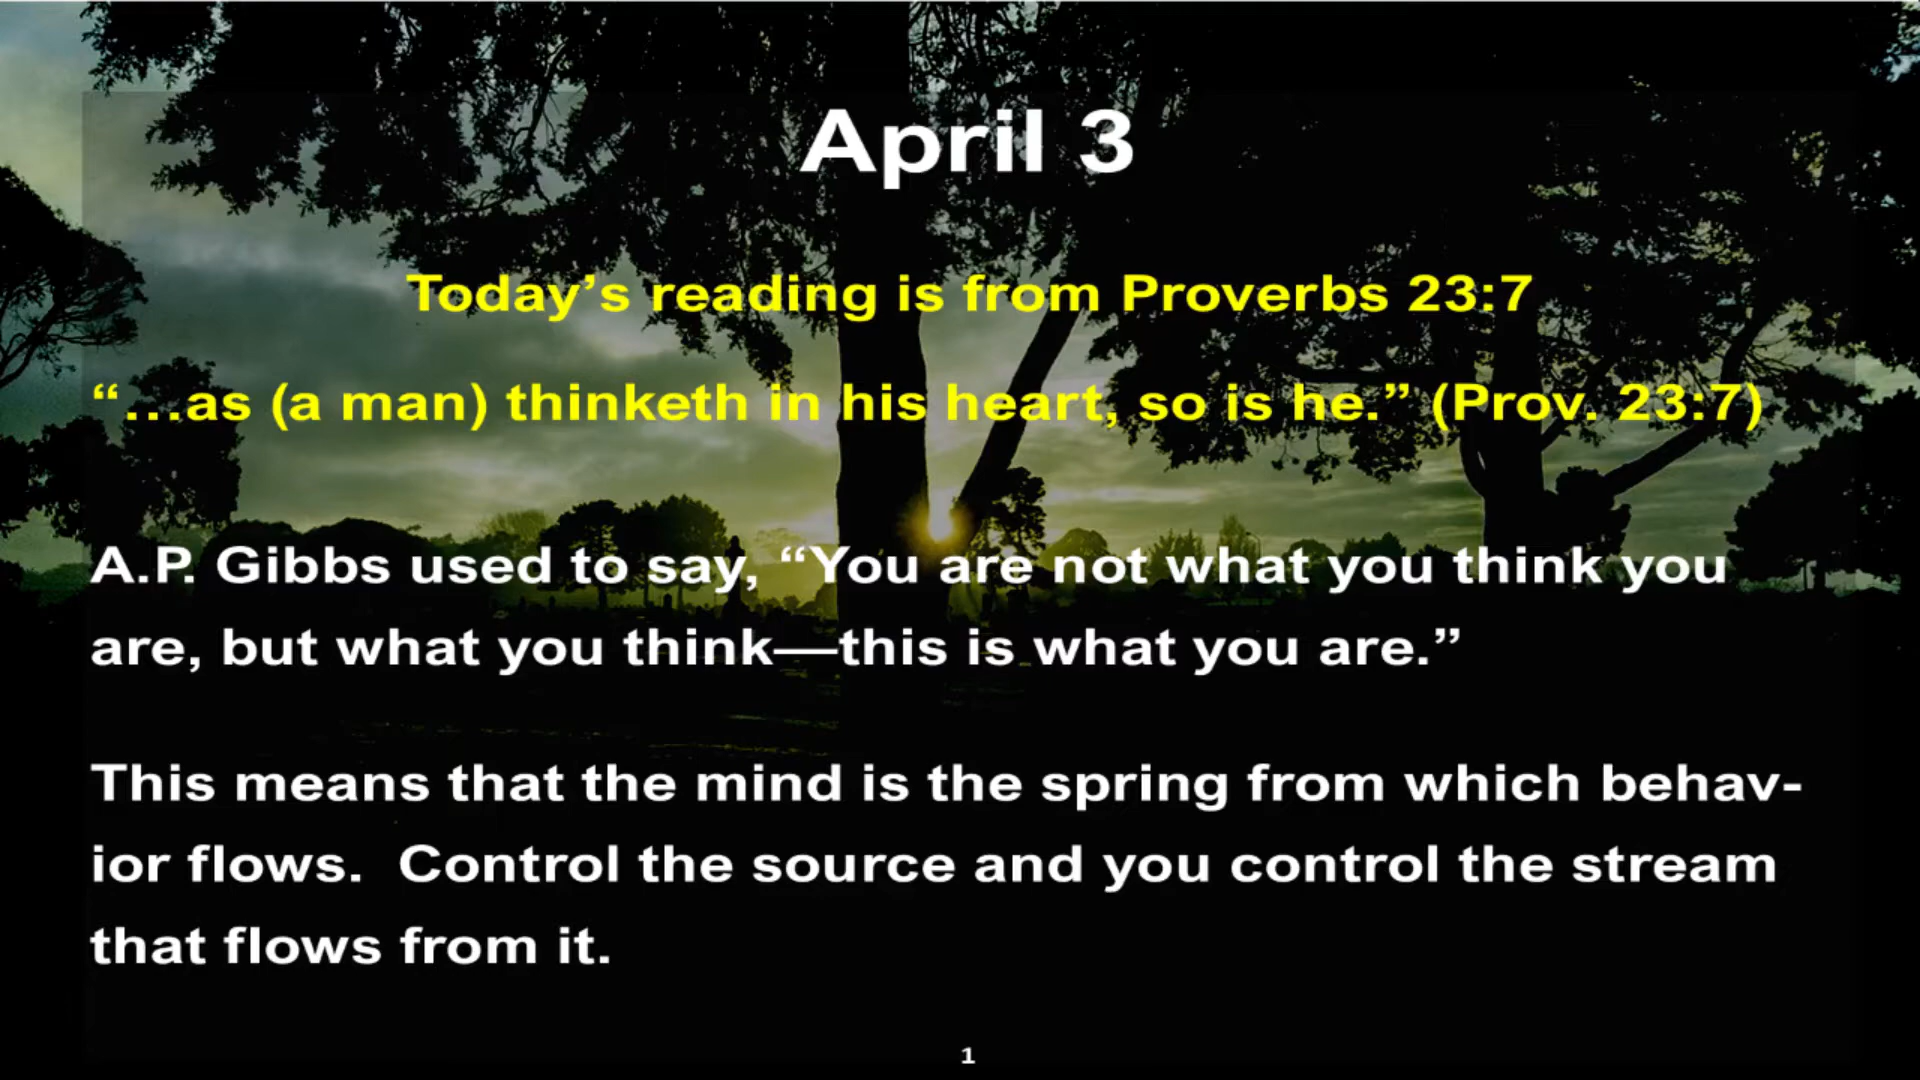 April 3
Today’s reading is from Proverbs 23:7
“…as (a man) thinketh in his heart, so is he.” (Prov. 23:7)
A.P. Gibbs used to say, “You are not what you think you
are, but what you think—this is what you are.”
This means that the mind is the spring from which behav-
ior flows.  Control the source and you control the stream
that flows from it.
1